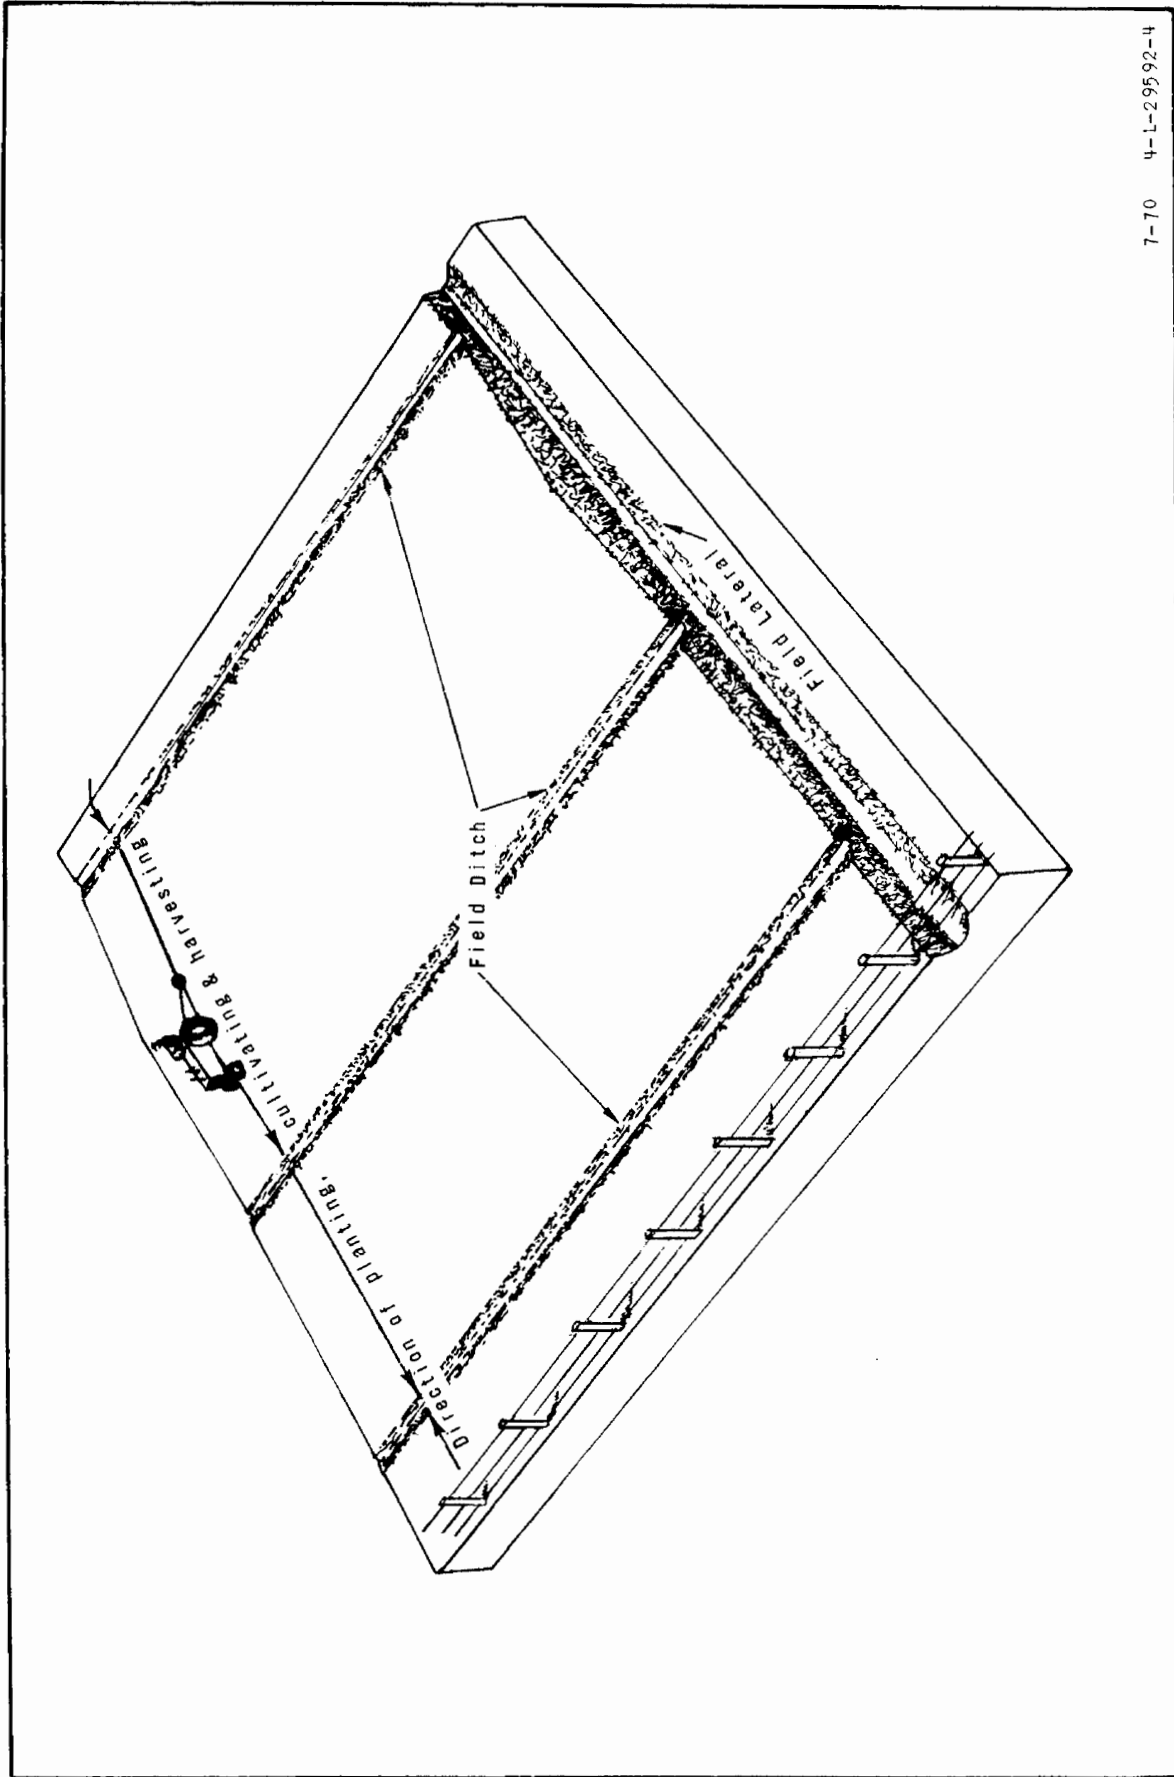 Direction of planting, cultivating & harvesting
Field Ditch
Field Lateral
7-70 4-L-29592-4